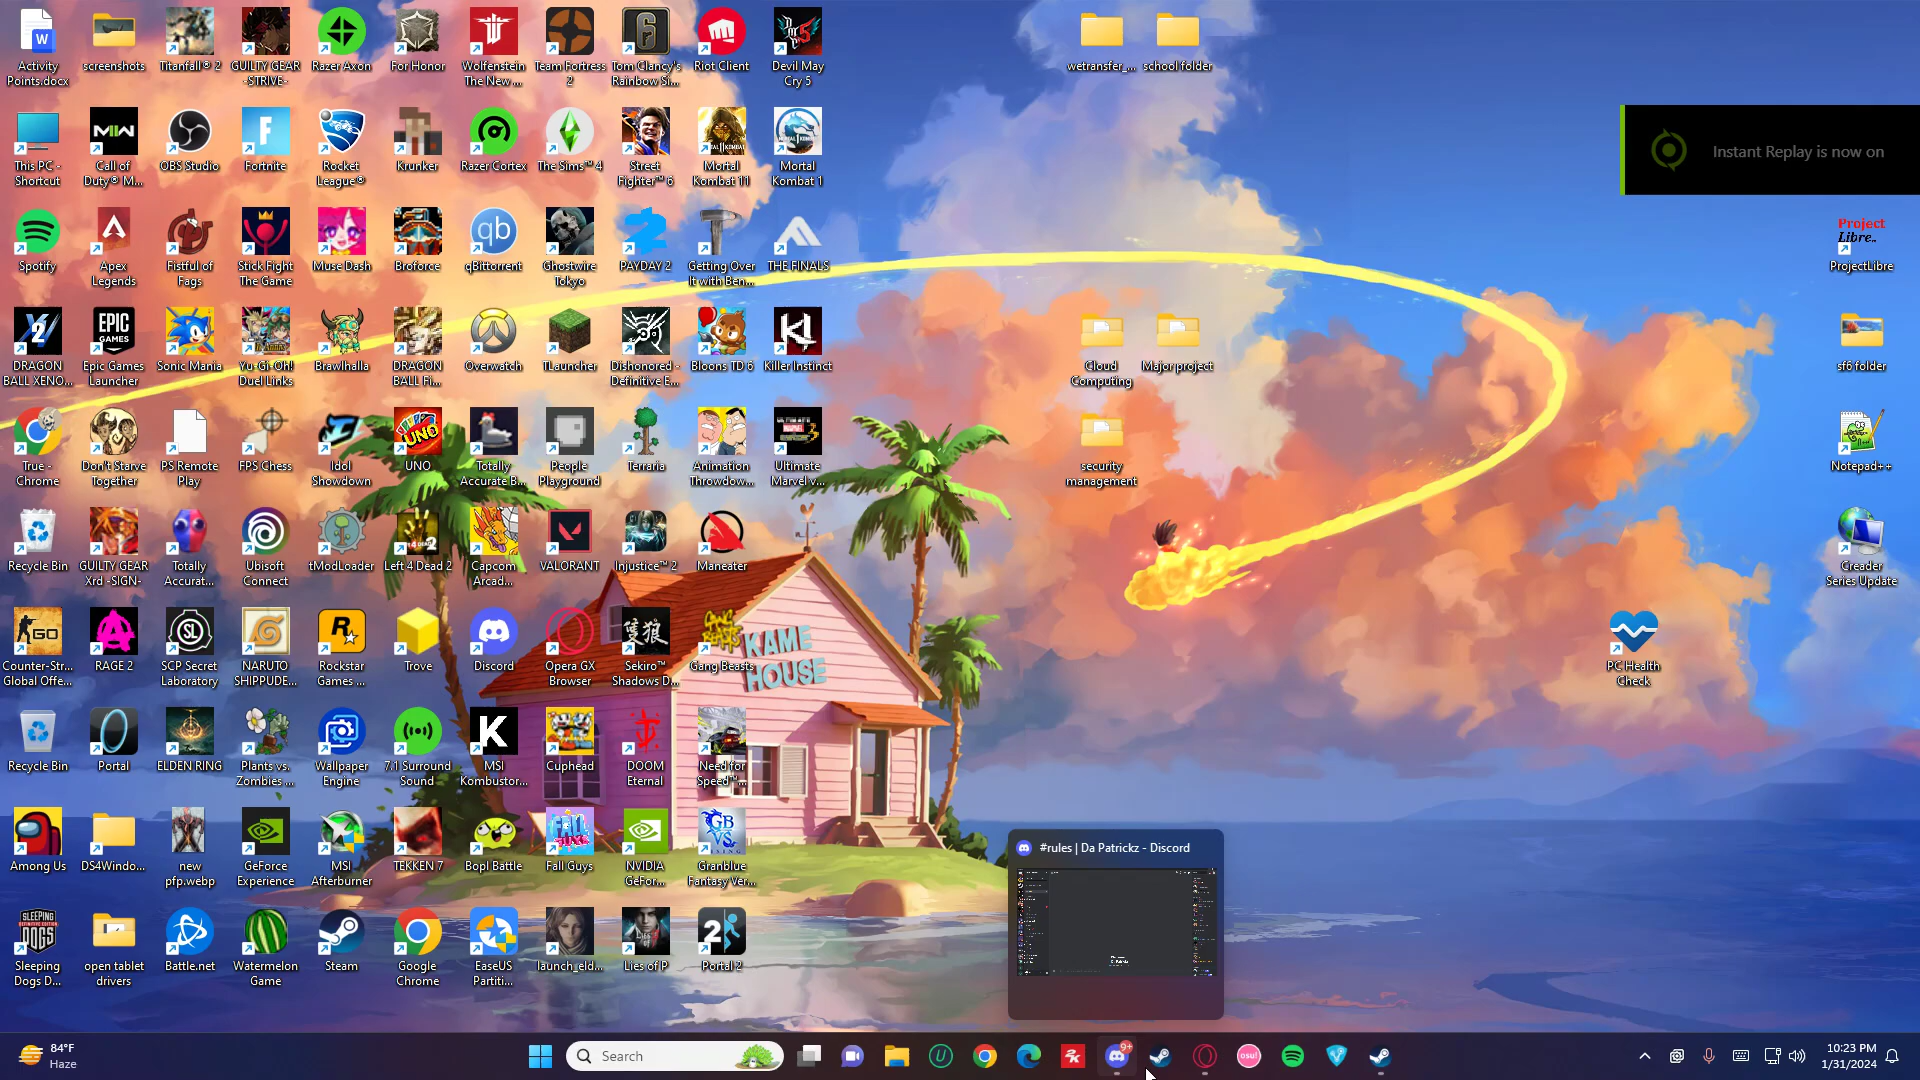 Activity
Points.docx
screenshots
Titanfall® 2
GUILTY GEAR
-STRIVE-
Razer Axon
For Honor
Wolfenstein
The New ...
Team Fortress
2
Tom Clancy's
Rainbow Si...
Riot Client
Devil May
Cry 5
wetransfer_...
school folder
Instant Replay is now on
This PC -
Shortcut
Call of
Duty® M...
OBS Studio
Fortnite
Rocket
League®
Krunker
Razer Cortex
The Sims™ 4
Street
Fighter™ 6
Mortal
Kombat 11
Mortal
Kombat 1
Spotify
Apex
Legends
Fistful of
Fags
Stick Fight
The Game
Muse Dash
Broforce
qBittorrent
Ghostwire
Tokyo
PAYDAY 2
Getting Over
It with Ben...
THE FINALS
Project
Libre..
ProjectLibre
DRAGON
BALL XENO...
EPIC
GAMES
Epic Games
Launcher
Sonic Mania
Yu-Gi-Oh!
Duel Links
Brawlhalla
DRAGON
BALL Fi...
Overwatch
TLauncher
Dishonored -
Definitive E...
Bloons TD 6
Killer Instinct
Cloud
Computing
Major project
sf6 folder
True -
Chrome
Don't Starve
Together
PS Remote
Play
FPS Chess
Idol
Showdown
UNO
UNO
Totally
Accurate B...
People
Playground
Terraria
Animation
Throwdow...
Ultimate
Marvel v...
security
management
Notepad++
Recycle Bin
GUILTY GEAR
Xrd -SIGN-
Totally
Accurat...
Ubisoft
Connect
tModLoader
Left 4 Dead 2
Capcom
Arcad...
VALORANT
Injustice™ 2
Maneater
Creader
Series Update
Counter-Str...
Global Offe...
RAGE 2
SCP Secret
Laboratory
NARUTO
SHIPPUDE...
Rockstar
Games ...
Trove
Discord
Opera GX
Browser
Sekiro™
Shadows D...
Gang Beasts
KAME
HOUSE
PC Health
Check
Recycle Bin
Portal
ELDEN RING
Plants vs.
Zombies ...
Wallpaper
Engine
7.1 Surround
Sound
MSI
Kombustor...
Cuphead
DOOM
Eternal
Need for
Speed™...
Among Us
DS4Windo...
new
pfp.webp
GeForce
Experience
MSI
Afterburner
TEKKEN 7
Bopl Battle
Fall Guys
NVIDIA
GeFor...
Granblue
Fantasy Ver...
#rules | Da Patrickz - Discord
SLEEPING
DOGS
Sleeping
Dogs D...
open tablet
drivers
Battle.net
Watermelon
Game
Steam
Google
Chrome
EaseUS
Partiti...
launch_eld...
Lies of P
Portal 2
84°F
Haze
Search
9+
osu!
10:23 PM
1/31/2024